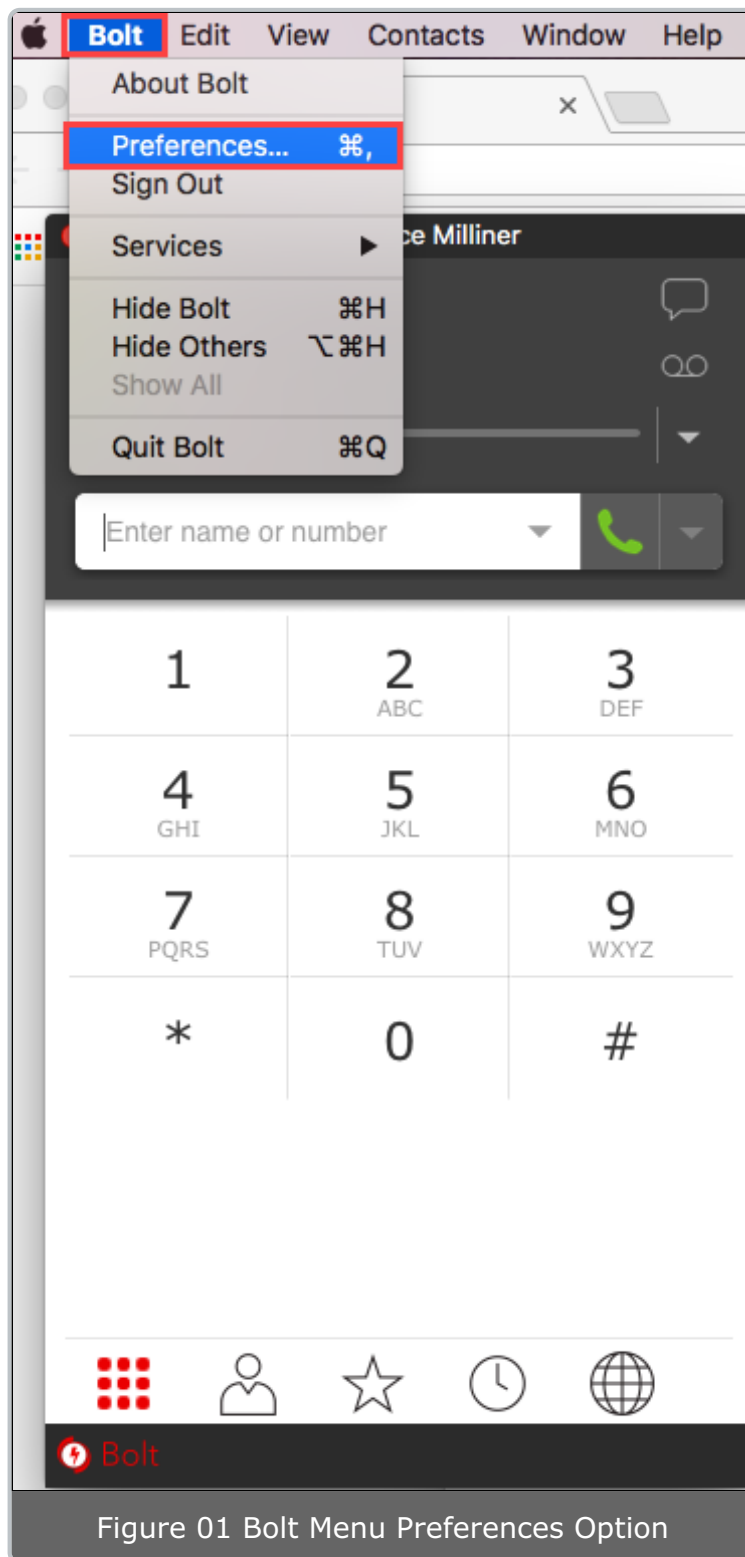 Bolt Edit View Contacts Window Help
About Bolt
Preferences... ⌘,
Sign Out
Services ▶
Hide Bolt ⌘H
Hide Others ⌥⌘H
Show All
Quit Bolt ⌘Q
Milliner
Enter name or number
1 2 3
ABC DEF
4 5 6
GHI JKL MNO
7 8 9
PQRS TUV WXYZ
* 0 #
Bolt
Figure 01 Bolt Menu Preferences Option